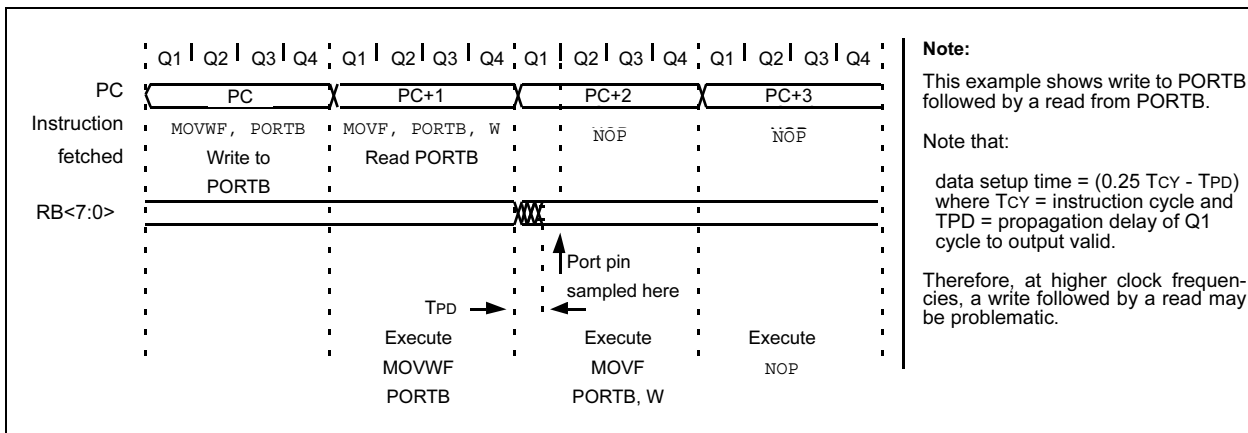 Q1 Q2 Q3 Q4 Q1 Q2 Q3 Q4 Q1 Q2 Q3 Q4 Q1 Q2 Q3 Q4
PC PC PC+1 PC+2 PC+3
Instruction
fetched
MOVWF, PORTB
Write to
PORTB
MOVF, PORTB, W
Read PORTB
NOP
NOP
RB<7:0>
Port pin
sampled here
TPD
Execute
MOVWF
PORTB
Execute
MOVF
PORTB, W
Execute
NOP
Note:
This example shows write to PORTB
followed by a read from PORTB.
Note that:
data setup time = (0.25 TCY - TPD)
where TCY = instruction cycle and
TPD = propagation delay of Q1
cycle to output valid.
Therefore, at higher clock frequen-
cies, a write followed by a read may
be problematic.